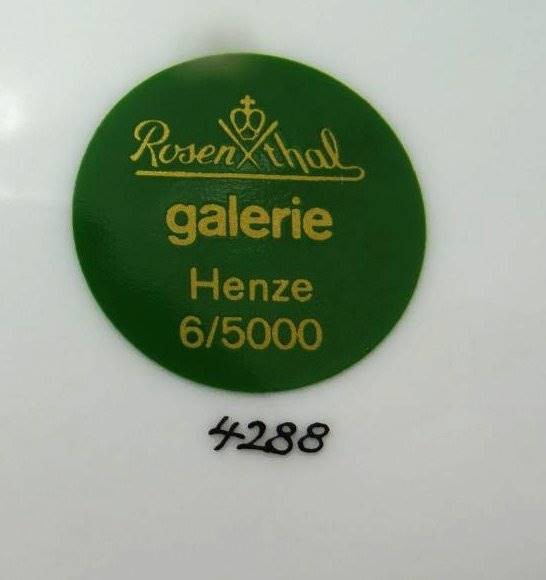 Rosenthal
galerie
Henze
6/5000
4288